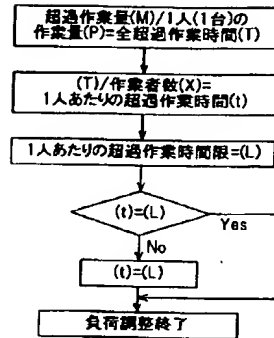 超過作業量(M)/1人(1台)の
作業量(P)=全超過作業時間(T)
(T)/作業者数(X)=
1人あたりの超過作業時間(t)
1人あたりの超過作業時間限=(L)
(t)=(L)
Yes
No
(t)=(L)
負荷調整終了